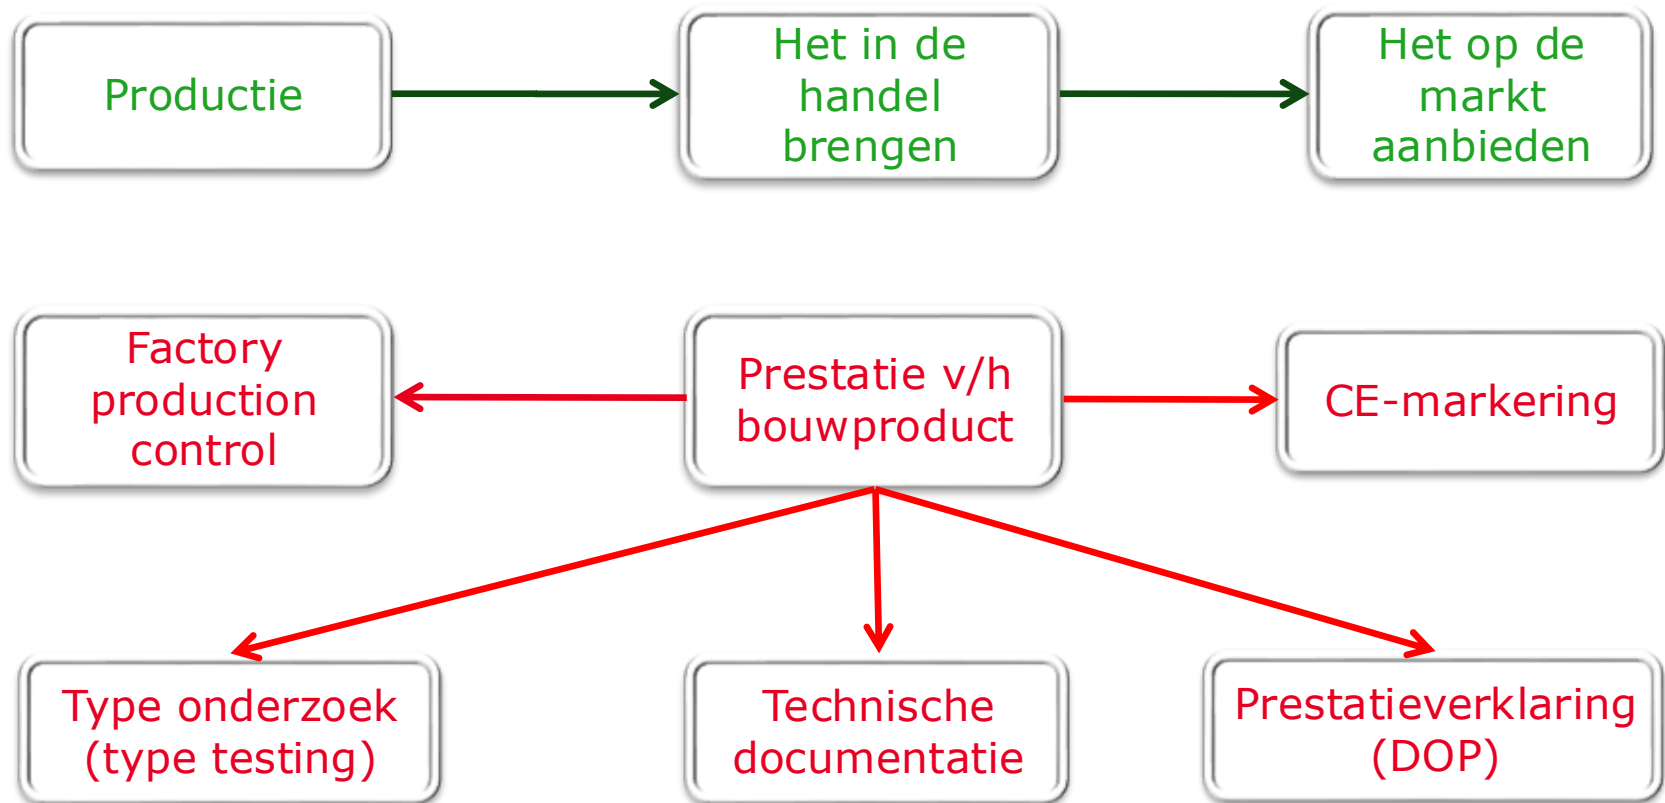 Productie
Het in de
handel
brengen
Het op de
markt
aanbieden
Factory
production
control
Prestatie v/h
bouwproduct
CE-markering
Type onderzoek
(type testing)
Technische
documentatie
Prestatieverklaring
(DOP)